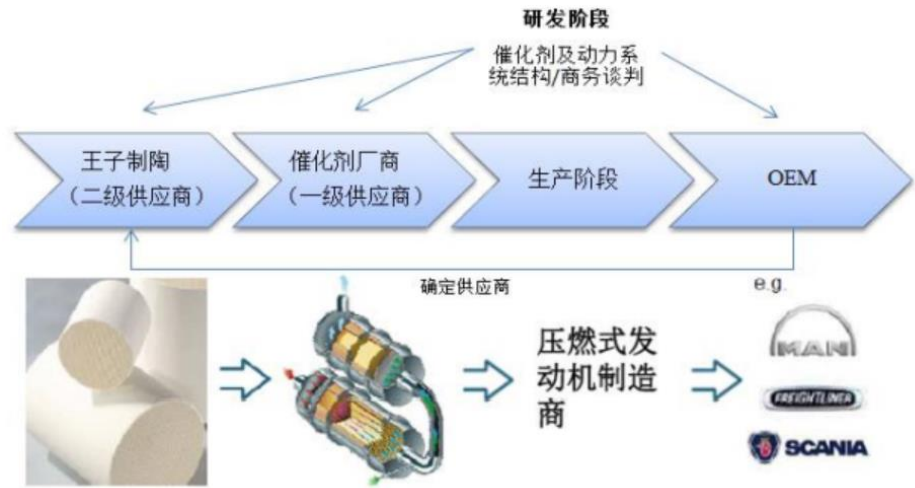 研发阶段
催化剂及动力系
统结构/商务谈判
王子制陶
（二级供应商）
催化剂厂商
（一级供应商）
生产阶段
OEM
确定供应商
e.g.
压燃式发
动机制造
商
MAN
FREIGHTLINER
SCANIA